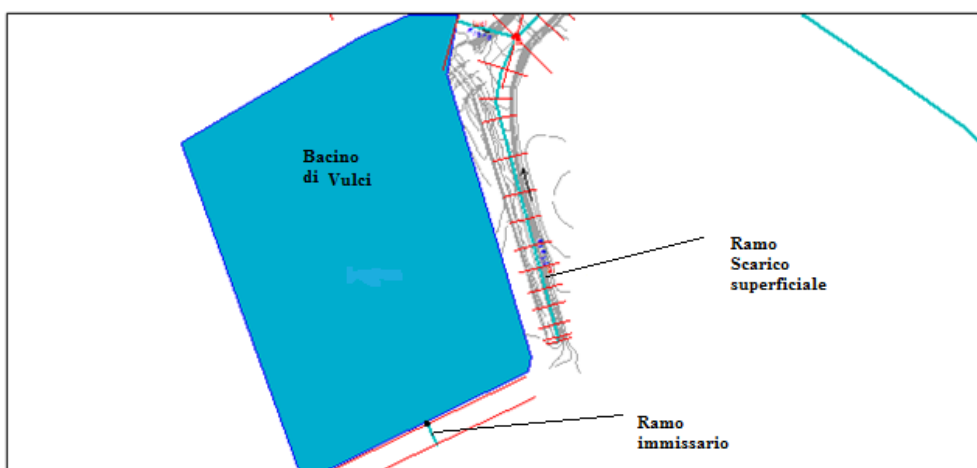 Bacino
di Vulci
Ramo
Scarico
superficiale
Ramo
immissario